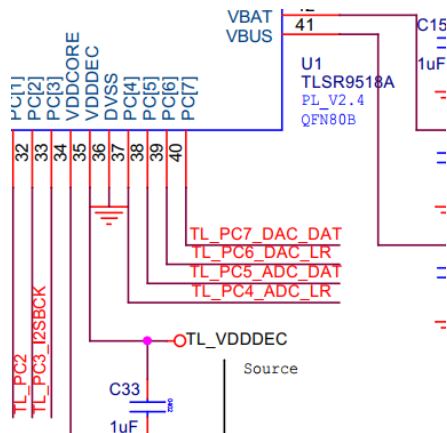 VBAT
42
VBUS
41
C15
1uF
U1
TLSR9518A
PL_V2.4
QFN80B
PC[1]
PC[2]
PC[3]
VDDCORE
VDDDEC
DVSS
PC[4]
PC[5]
PC[6]
PC[7]
32
33
34
35
36
37
38
39
40
TL_PC7_DAC_DAT
TL_PC6_DAC_LR
TL_PC5_ADC_DAT
TL_PC4_ADC_LR
TL_PC2
TL_PC3_I2SBCK
TL_VDDDEC
Source
C33
0402
1uF